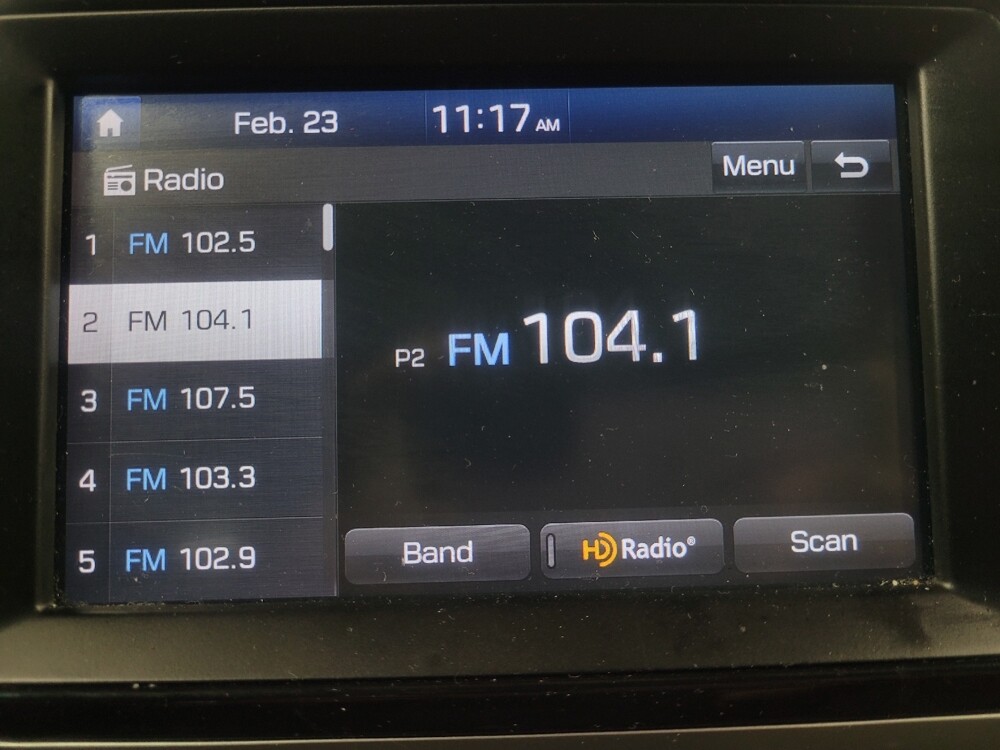 Feb. 23 11:17 AM
Radio Menu
1 FM 102.5
2 FM 104.1
3 FM 107.5
4 FM 103.3
5 FM 102.9
P2 FM 104.1
Band HD Radio® Scan